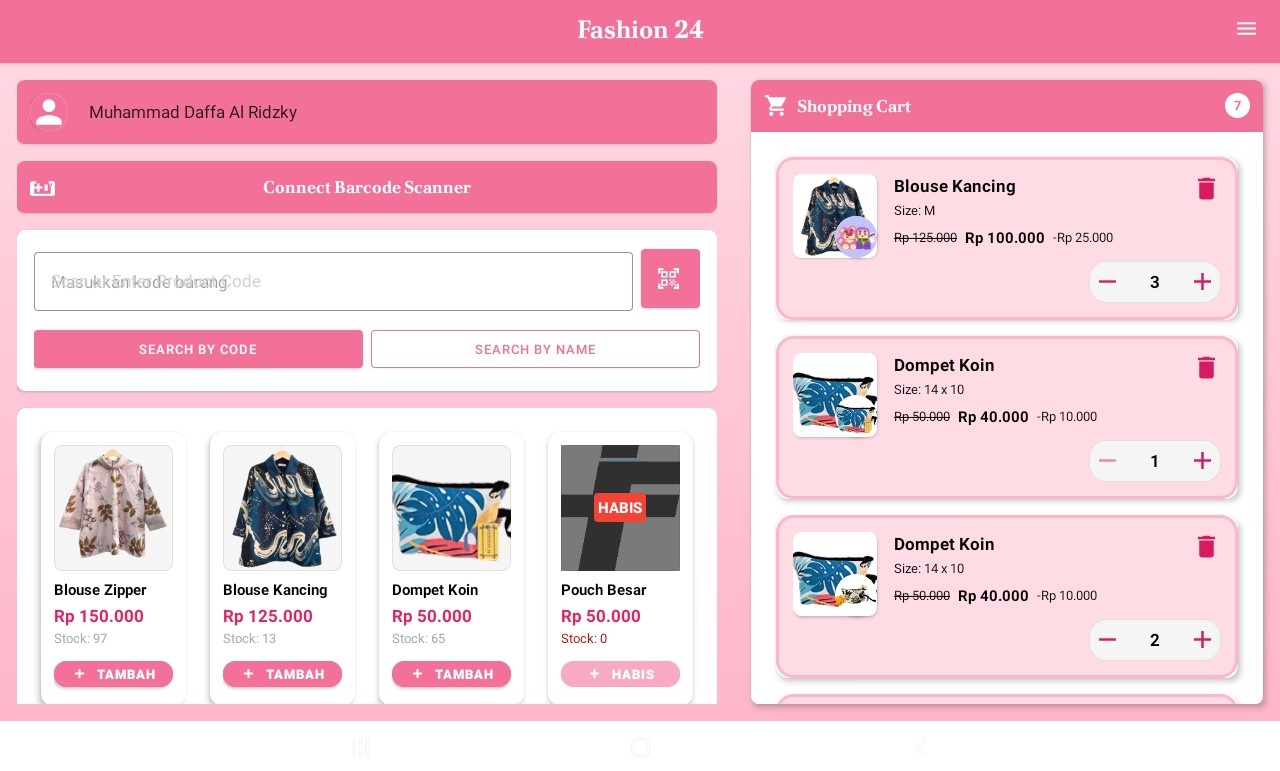 Fashion 24
Muhammad Daffa Al Ridzky
Connect Barcode Scanner
Masukkan kode barang
Scan or Enter Product Code
SEARCH BY CODE
SEARCH BY NAME
Blouse Zipper
Rp 150.000
Stock: 97
+ TAMBAH
Blouse Kancing
Rp 125.000
Stock: 13
+ TAMBAH
Dompet Koin
Rp 50.000
Stock: 65
+ TAMBAH
HABIS
Pouch Besar
Rp 50.000
Stock: 0
+ HABIS
Shopping Cart
7
Blouse Kancing
Size: M
Rp 125.000 Rp 100.000 -Rp 25.000
3
Dompet Koin
Size: 14 x 10
Rp 50.000 Rp 40.000 -Rp 10.000
1
Dompet Koin
Size: 14 x 10
Rp 50.000 Rp 40.000 -Rp 10.000
2